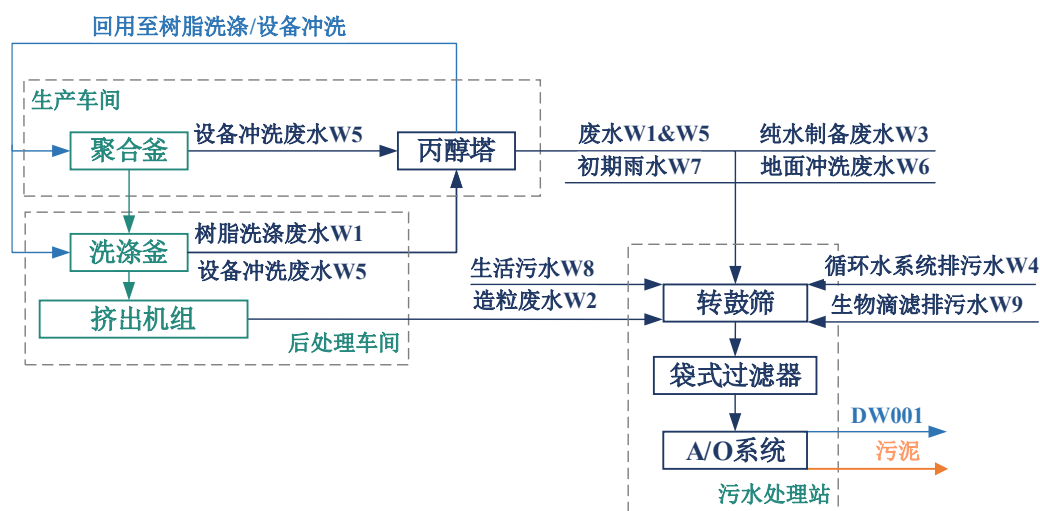 回用至树脂洗涤/设备冲洗
生产车间
聚合釜
设备冲洗废水W5
丙醇塔
废水W1&W5
纯水制备废水W3
初期雨水W7
地面冲洗废水W6
洗涤釜
树脂洗涤废水W1
设备冲洗废水W5
生活污水W8
循环水系统排污水W4
造粒废水W2
转鼓筛
生物滴滤排污水W9
挤出机组
后处理车间
袋式过滤器
DW001
A/O系统
污泥
污水处理站